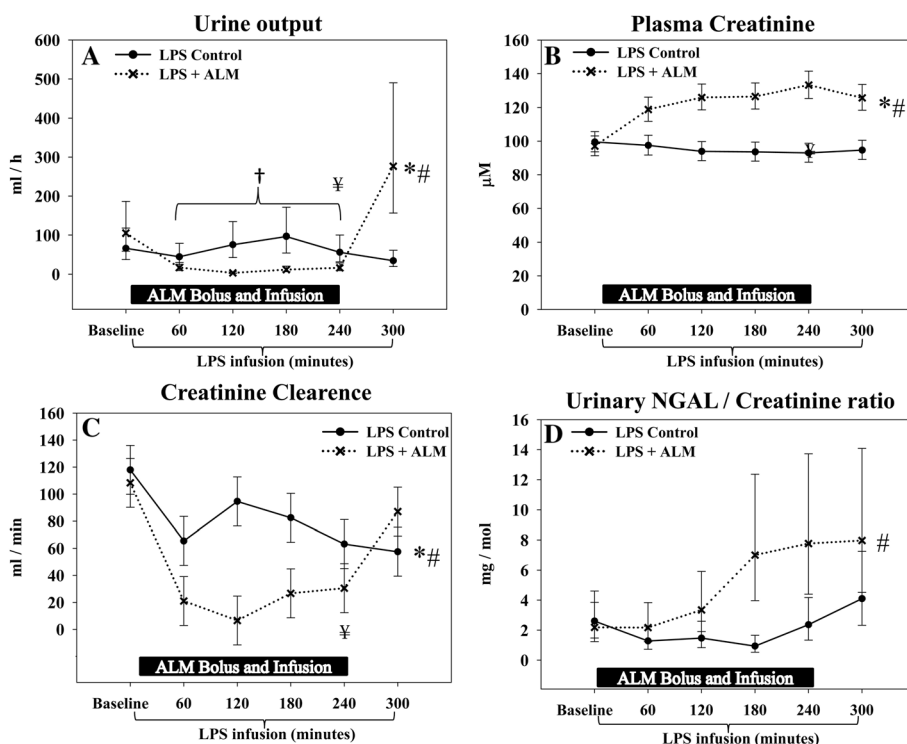 Urine output
A
LPS Control
LPS + ALM
600
500
400
300
200
100
0
ml / h
†
¥
*#
ALM Bolus and Infusion
Baseline 60 120 180 240 300
LPS infusion (minutes)
Plasma Creatinine
B
LPS Control
LPS + ALM
160
140
120
100
80
60
40
20
0
μM
¥
*#
ALM Bolus and Infusion
Baseline 60 120 180 240 300
LPS infusion (minutes)
Creatinine Clearence
C
LPS Control
LPS + ALM
160
140
120
100
80
60
40
20
0
ml / min
*#
¥
ALM Bolus and Infusion
Baseline 60 120 180 240 300
LPS infusion (minutes)
Urinary NGAL / Creatinine ratio
D
LPS Control
LPS + ALM
16
14
12
10
8
6
4
2
0
mg / mol
#
ALM Bolus and Infusion
Baseline 60 120 180 240 300
LPS infusion (minutes)